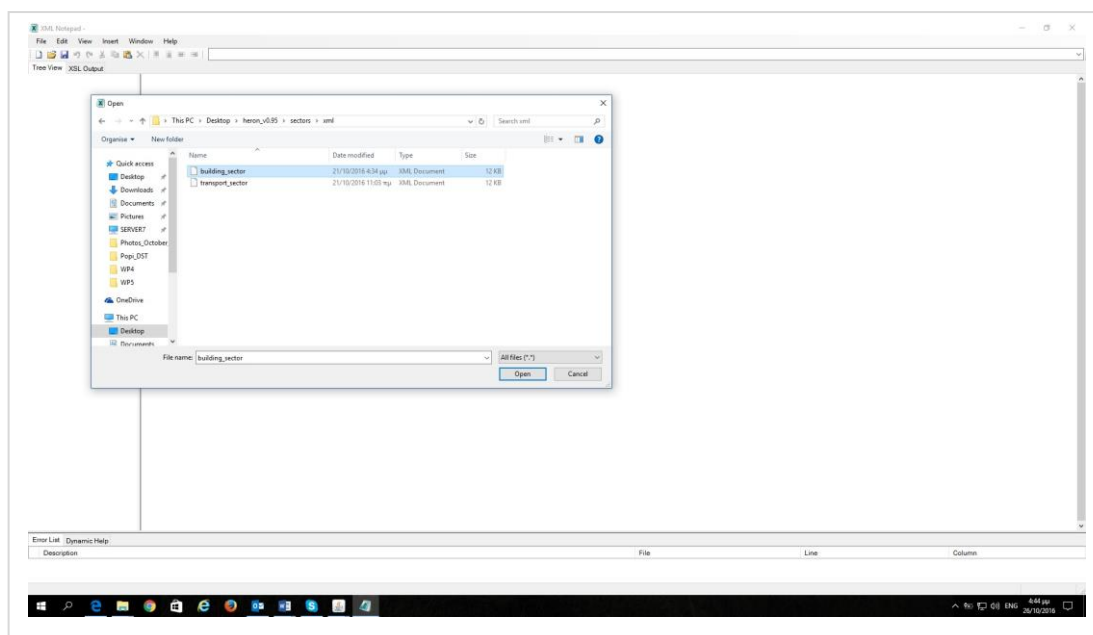 XML Notepad -
File Edit View Insert Window Help
Tree View XSL Output
Open
This PC > Desktop > heron_v0.95 > sectors > xml
Search xml
Organise New folder
Name Date modified Type Size
building_sector 21/10/2016 4:34 μμ XML Document 12 KB
transport_sector 21/10/2016 11:03 πμ XML Document 12 KB
Quick access
Desktop
Downloads
Documents
Pictures
SERVER7
Photos_October
Popi_DST
WP4
WP5
OneDrive
This PC
Desktop
Documents
File name: building_sector All files (*.*)
Open Cancel
Error List Dynamic Help
Description File Line Column
ENG 4:44 μμ
26/10/2016